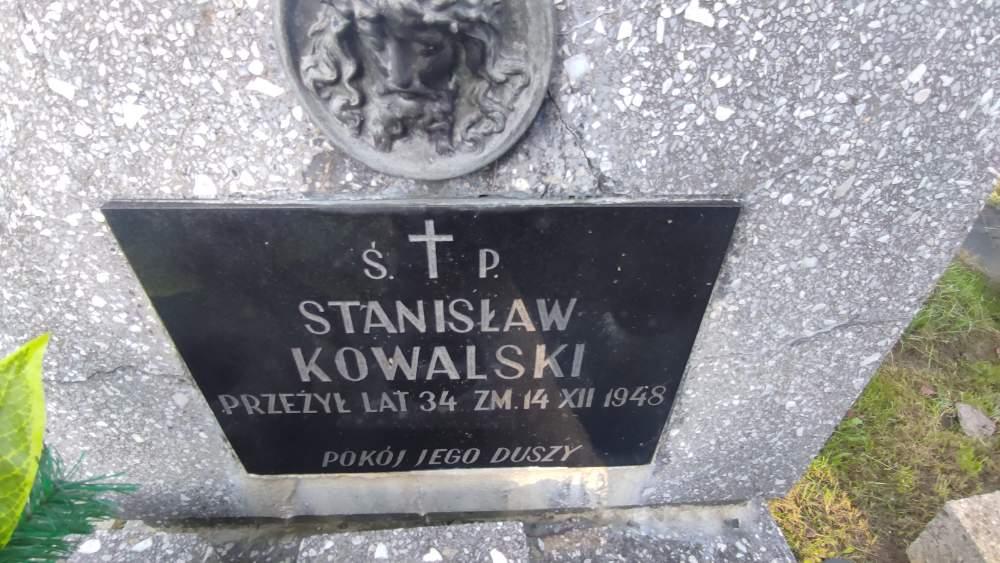 Ś. P.
STANISŁAW
KOWALSKI
PRZEŻYŁ LAT 34 ZM. 14 XII 1948
POKÓJ JEGO DUSZY